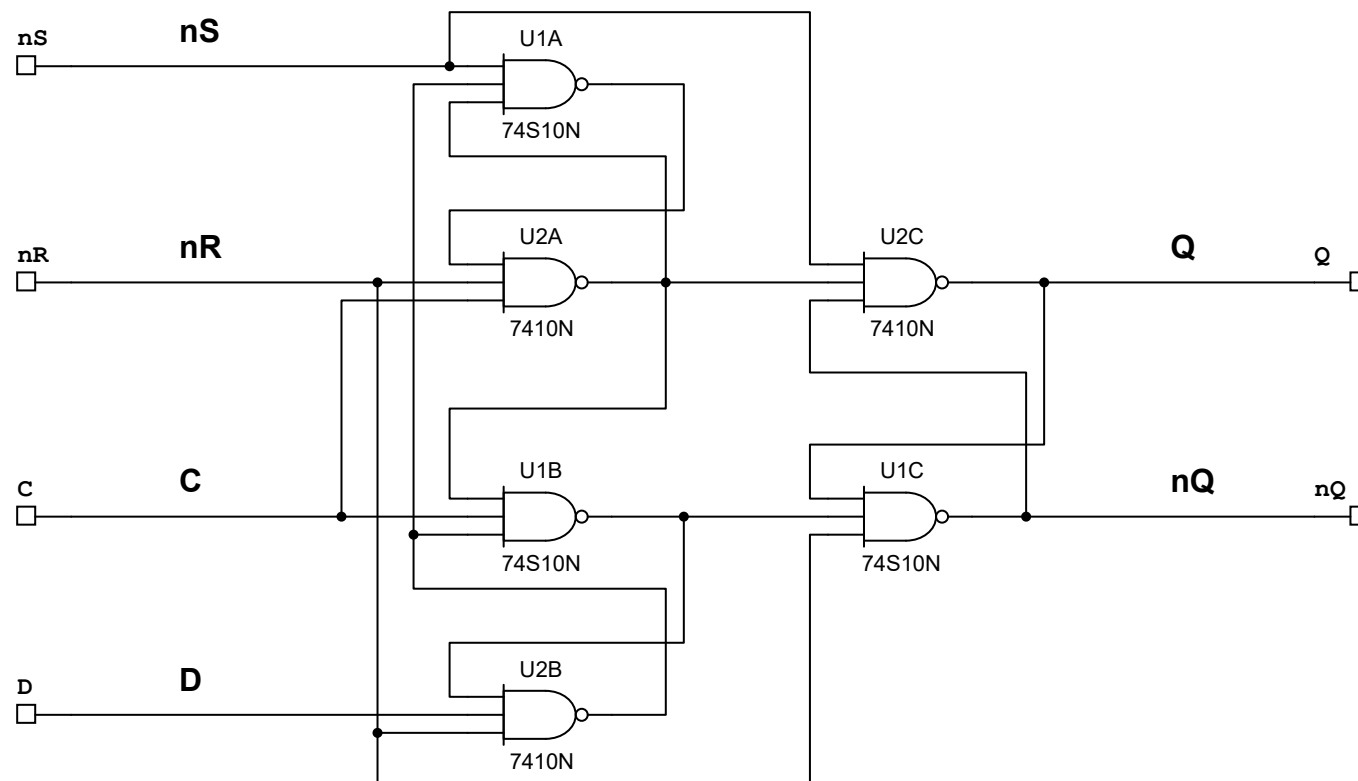 nS
nS
U1A
74S10N
nR
nR
U2A
7410N
U2C
7410N
Q
Q
C
C
U1B
74S10N
U1C
74S10N
nQ
nQ
D
D
U2B
7410N